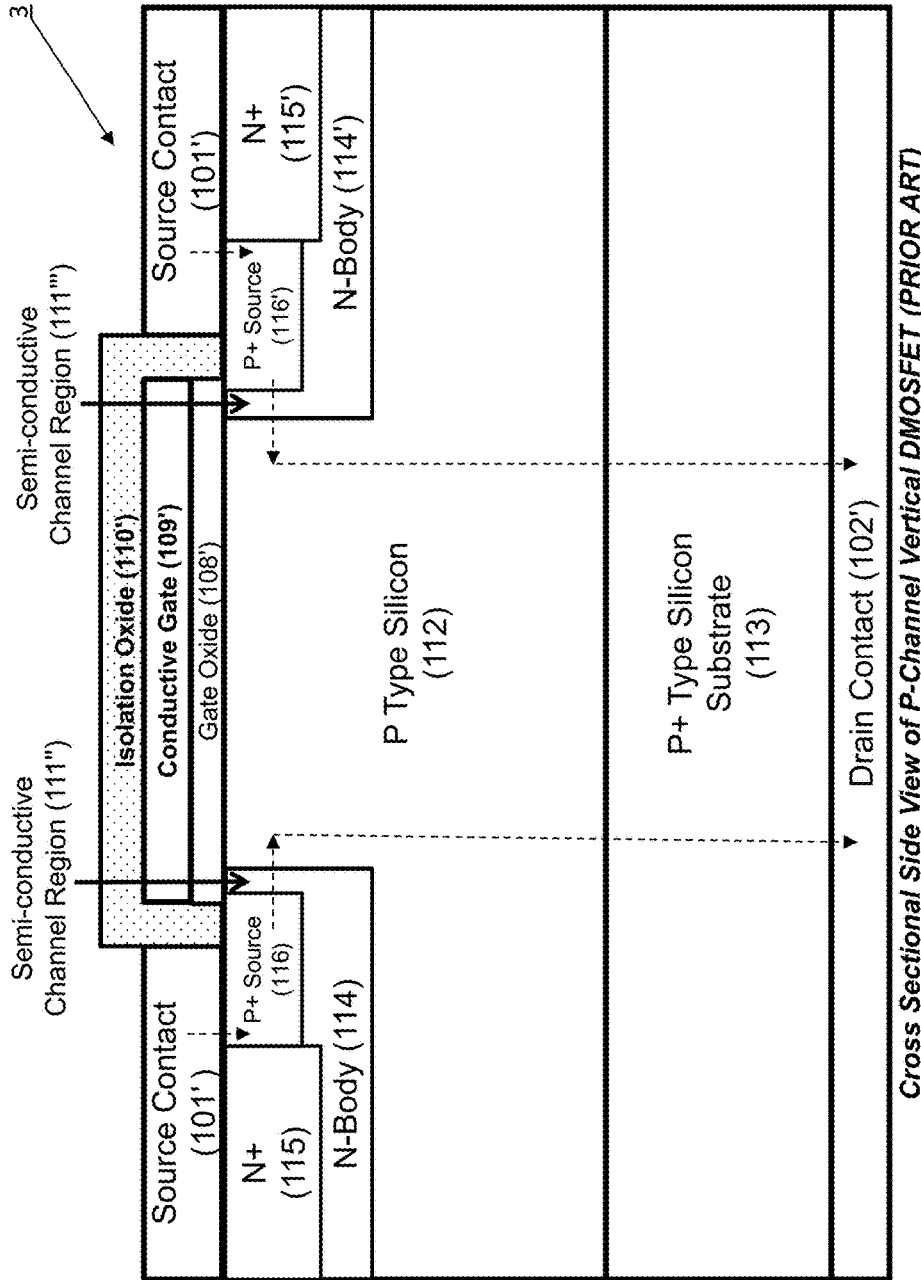 3
Semi-conductive
Channel Region (111")
Semi-conductive
Channel Region (111''')
Isolation Oxide (110')
Source Contact
(101')
Conductive Gate (109')
Source Contact
(101')
Gate Oxide (108')
N+
(115)
P+ Source
(116)
P+ Source
(116')
N+
(115')
N-Body (114)
N-Body (114')
P Type Silicon
(112)
P+ Type Silicon
Substrate
(113)
Drain Contact (102')
Cross Sectional Side View of P-Channel Vertical DMOSFET (PRIOR ART)